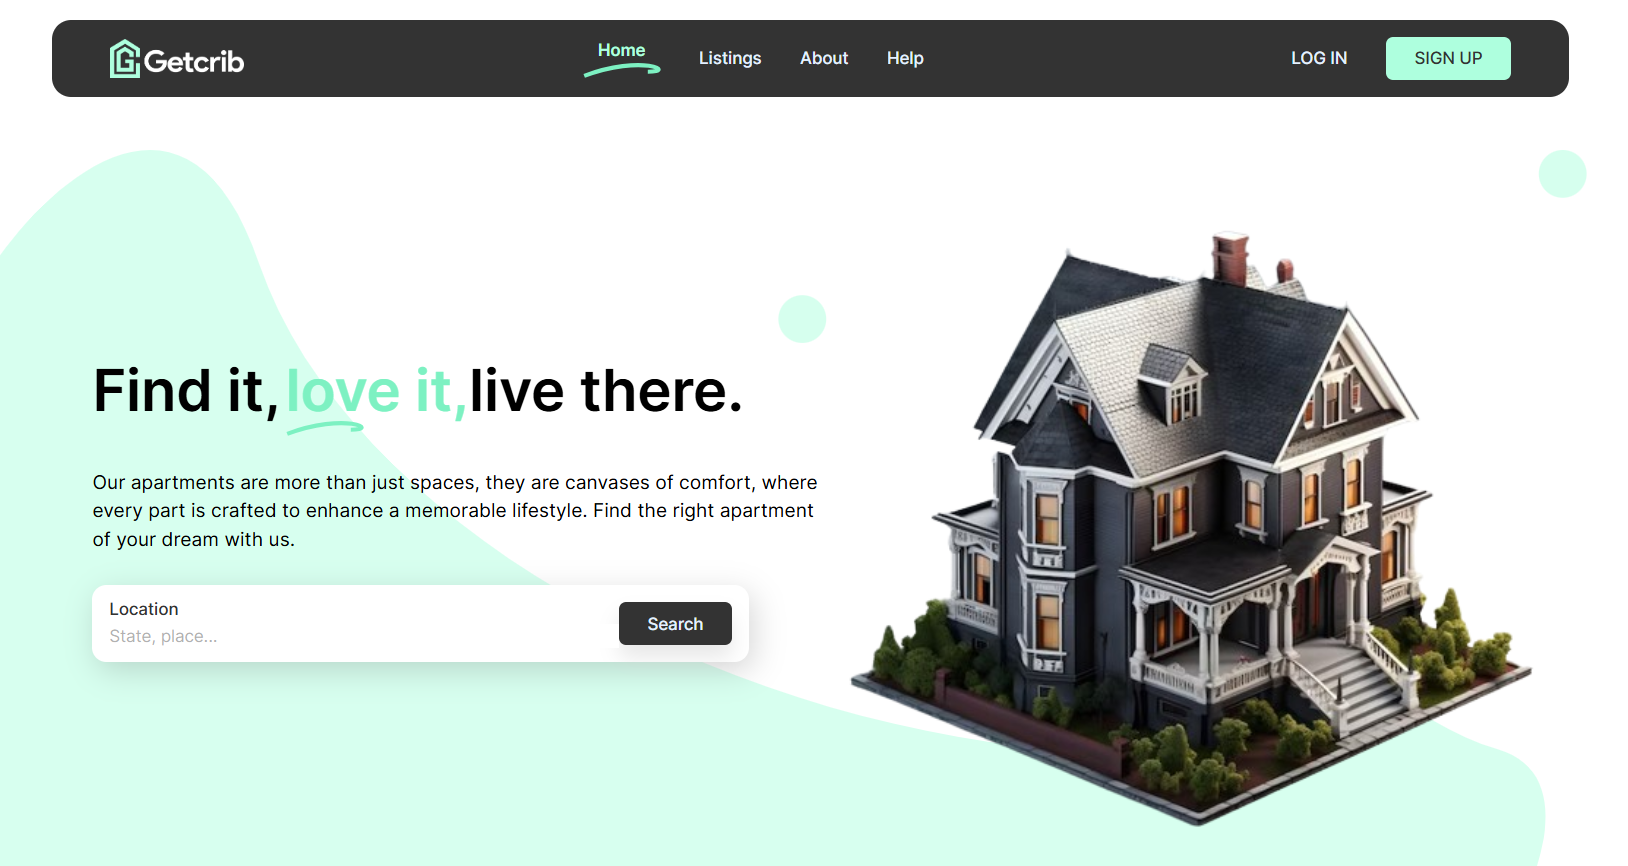 Getcrib
Home
Listings
About
Help
LOG IN
SIGN UP
Find it, love it, live there.
Our apartments are more than just spaces, they are canvases of comfort, where
every part is crafted to enhance a memorable lifestyle. Find the right apartment
of your dream with us.
Location
State, place...
Search